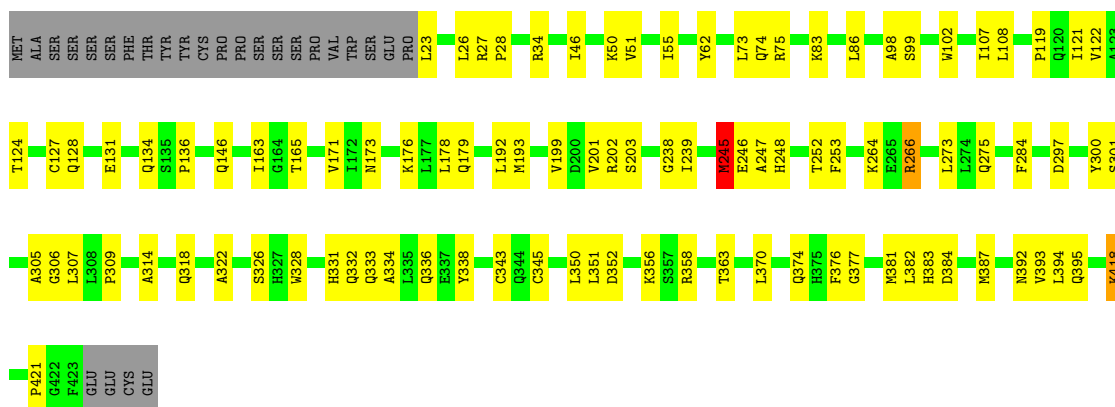 MET ALA SER SER SER SER PHE THR TYR TYR CYS PRO PRO SER SER SER PRO VAL TRP SER GLU PRO L23 L26 R27 P28 R34 I46 K50 V51 I55 Y62 L73 Q74 R75 K83 L86 A98 S99 W102 I107 L108 P119 Q120 I121 V122 A123
T124 C127 Q128 E131 Q134 S135 P136 Q146 I163 G164 T165 V171 I172 N173 K176 L177 L178 Q179 L192 M193 V199 D200 V201 R202 S203 G238 I239 M245 E246 A247 H248 T252 F253 K264 E265 R266 L273 L274 Q275 F284 D297 Y300 S301
A305 G306 L307 L308 P309 A314 Q318 A322 S326 H327 W328 H331 Q332 Q333 A334 L335 Q336 E337 Y338 C343 Q344 C345 L350 L351 D352 K356 S357 R358 T363 L370 Q374 H375 F376 G377 M381 L382 H383 D384 M387 N392 V393 L394 Q395 K418
P421 G422 F423 GLU GLU CYS GLU